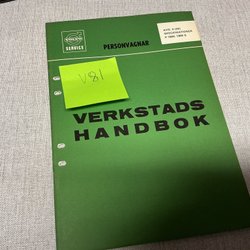 VOLVO
SERVICE
PERSONVAGNAR
V81
VERKSTADS
HANDBOK